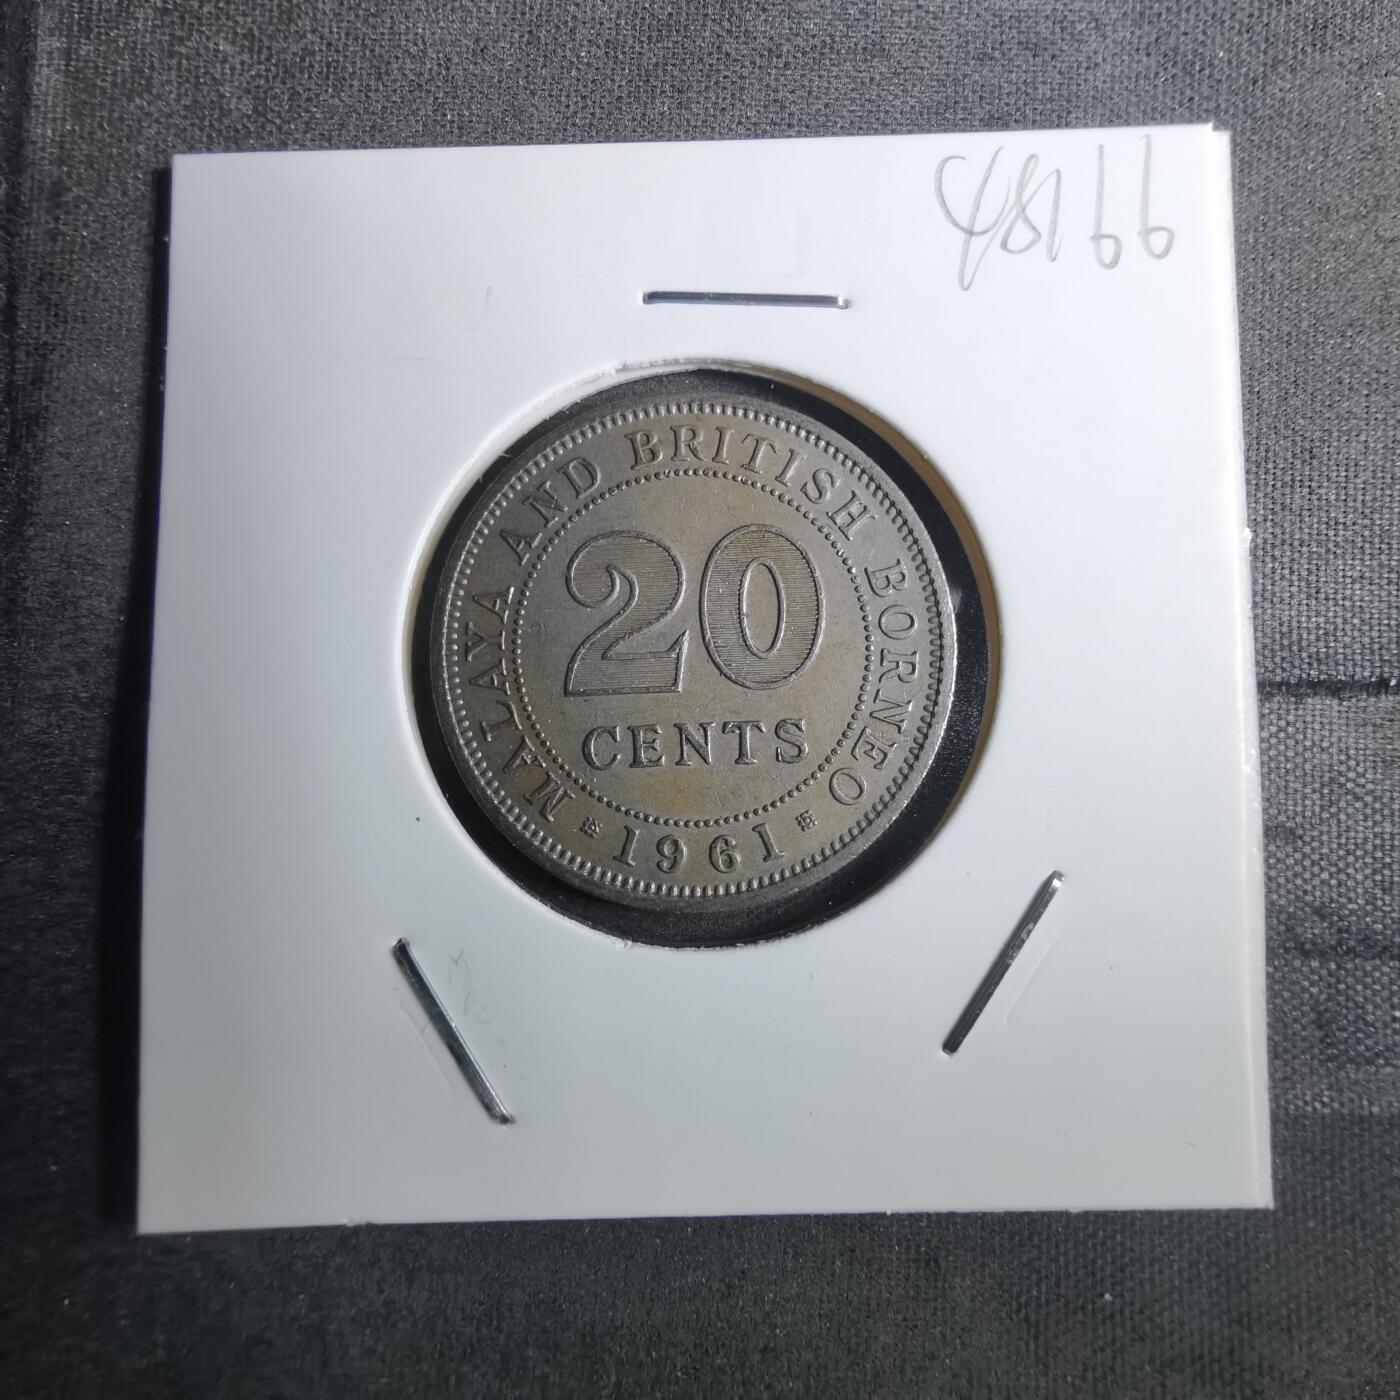 MALAYA AND BRITISH BORNEO
20
CENTS
1961